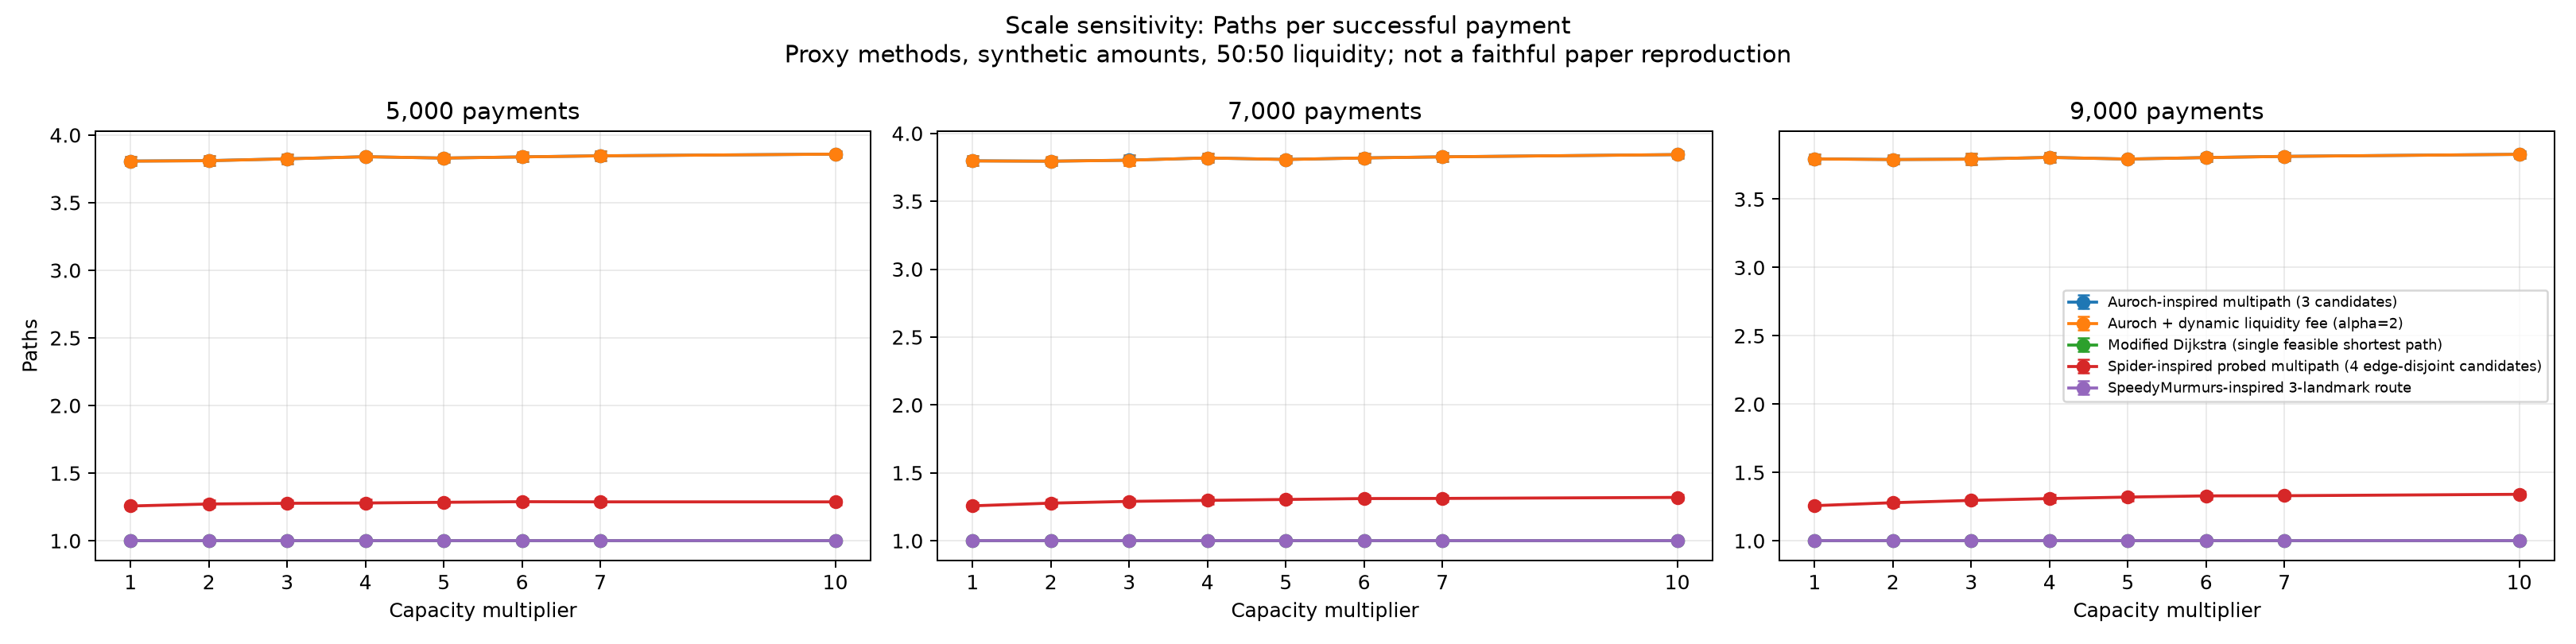 Scale sensitivity: Paths per successful payment
Proxy methods, synthetic amounts, 50:50 liquidity; not a faithful paper reproduction
5,000 payments
4.0
3.5
3.0
2.5
2.0
1.5
1.0
Paths
1 2 3 4 5 6 7 10
Capacity multiplier
7,000 payments
4.0
3.5
3.0
2.5
2.0
1.5
1.0
1 2 3 4 5 6 7 10
Capacity multiplier
9,000 payments
3.5
3.0
2.5
2.0
1.5
1.0
Auroch-inspired multipath (3 candidates)
Auroch + dynamic liquidity fee (alpha=2)
Modified Dijkstra (single feasible shortest path)
Spider-inspired probed multipath (4 edge-disjoint candidates)
SpeedyMurmurs-inspired 3-landmark route
1 2 3 4 5 6 7 10
Capacity multiplier